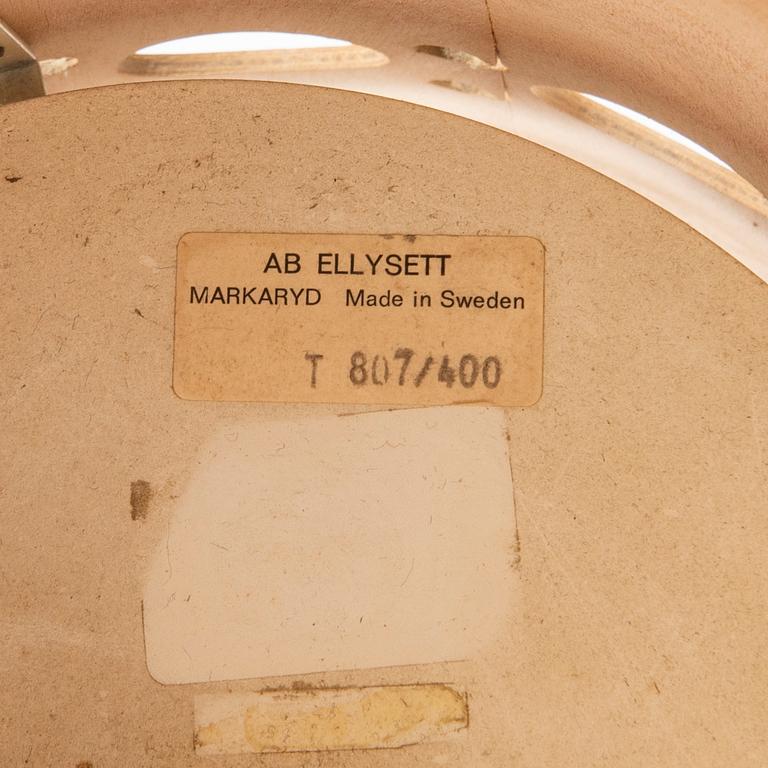 AB ELLYSETT
MARKARYD Made in Sweden
T 807/400